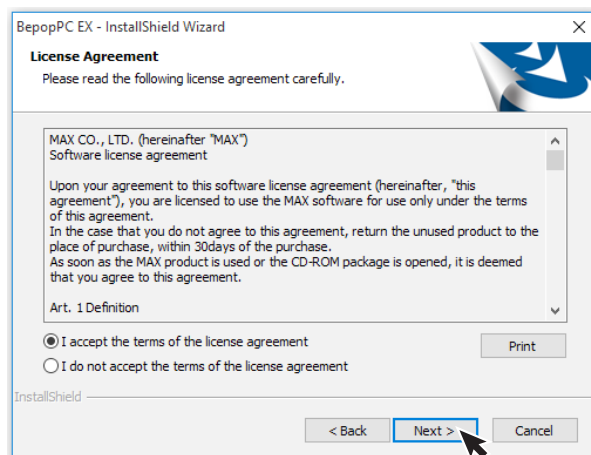 BepopPC EX - InstallShield Wizard
License Agreement
Please read the following license agreement carefully.
MAX CO., LTD. (hereinafter "MAX")
Software license agreement
Upon your agreement to this software license agreement (hereinafter, "this
agreement"), you are licensed to use the MAX software for use only under the terms
of this agreement.
In the case that you do not agree to this agreement, return the unused product to the
place of purchase, within 30days of the purchase.
As soon as the MAX product is used or the CD-ROM package is opened, it is deemed
that you agree to this agreement.
Art. 1 Definition
I accept the terms of the license agreement
Print
I do not accept the terms of the license agreement
InstallShield
< Back
Next >
Cancel